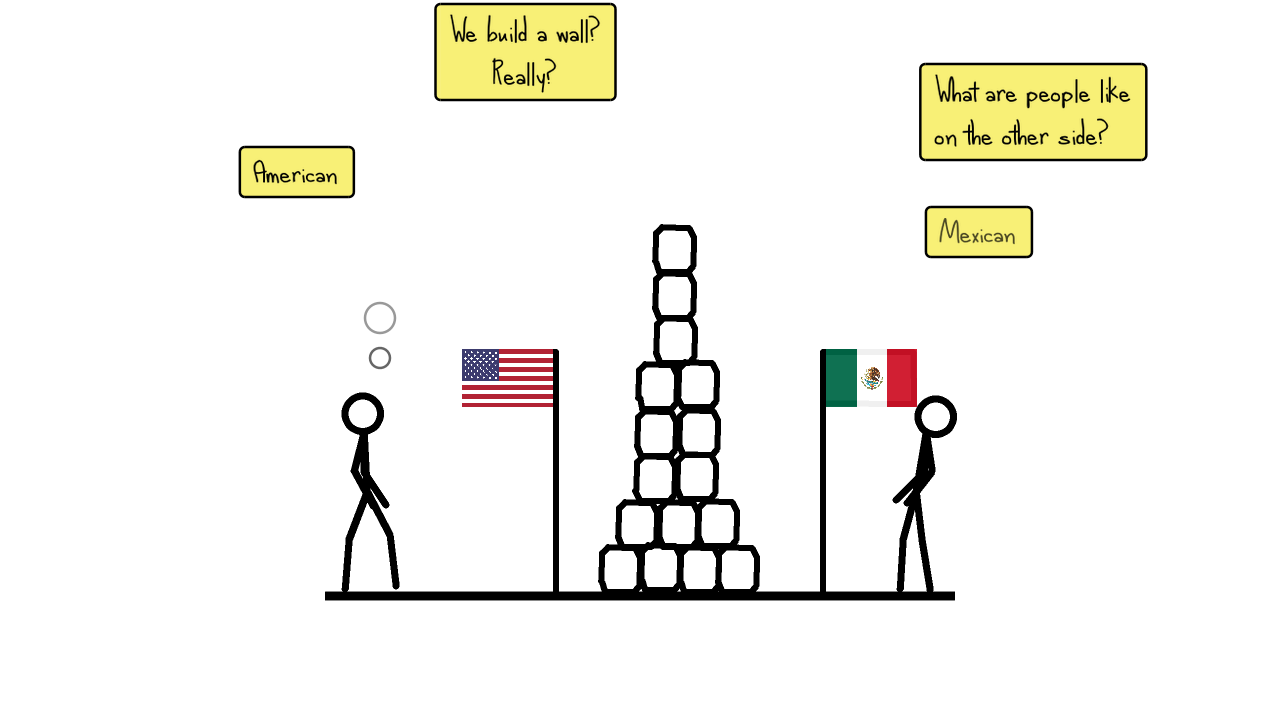 We build a wall?
Really?
What are people like
on the other side?
American
Mexican